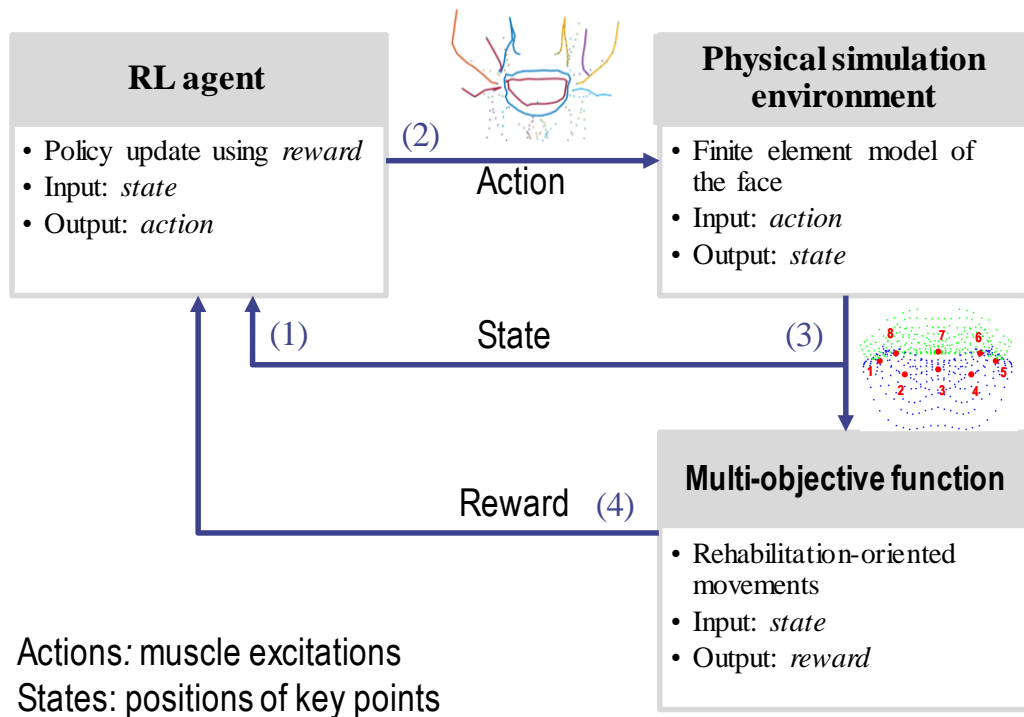 RL agent
• Policy update using reward
• Input: state
• Output: action
(2)
Action
Physical simulation
environment
• Finite element model of
the face
• Input: action
• Output: state
(1)
State
(3)
8
7
6
1
5
2
3
4
Reward (4)
Multi-objective function
• Rehabilitation-oriented
movements
• Input: state
• Output: reward
Actions: muscle excitations
States: positions of key points